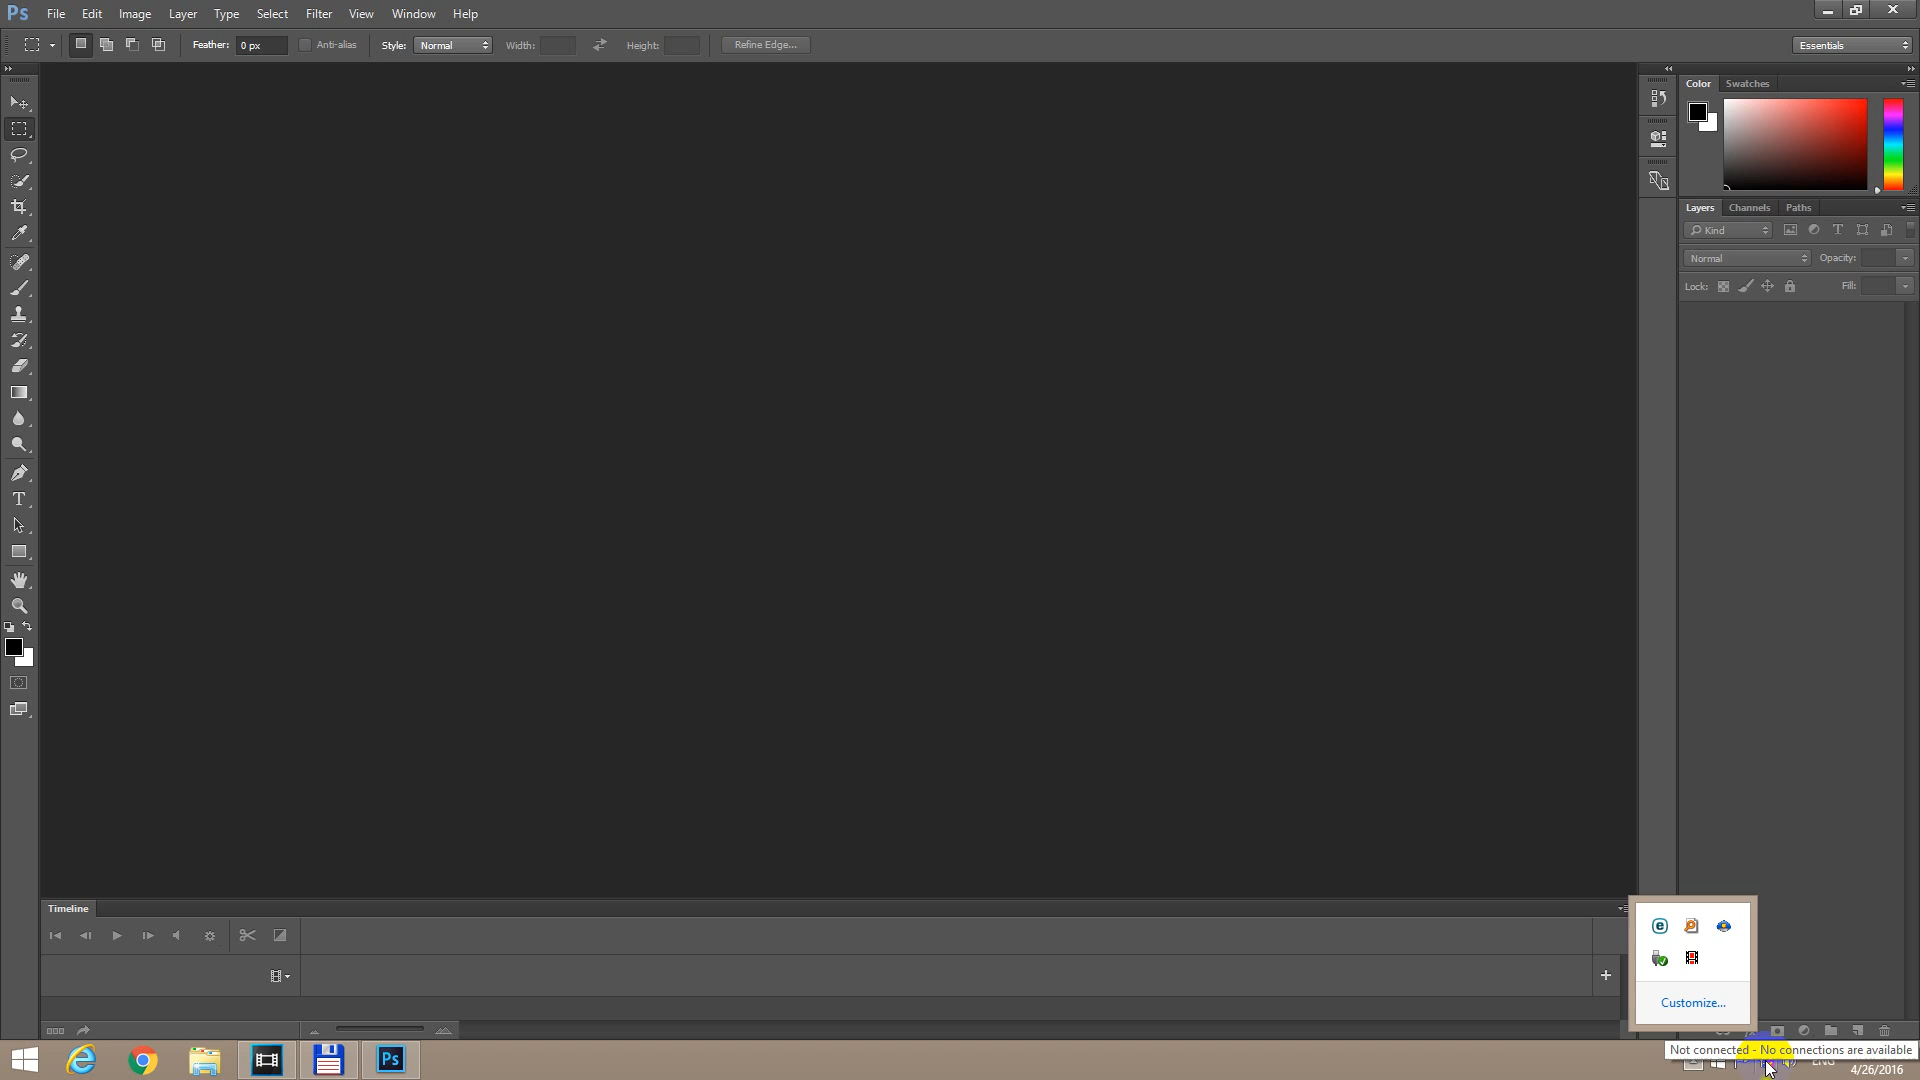 Ps File Edit Image Layer Type Select Filter View Window Help
Feather: 0 px Anti-alias Style: Normal Width: Height: Refine Edge... Essentials
Color Swatches
Layers Channels Paths
Kind
Normal Opacity:
Lock: Fill:
T
Timeline
Customize...
Not connected - No connections are available
Ps
ENG
4/26/2016